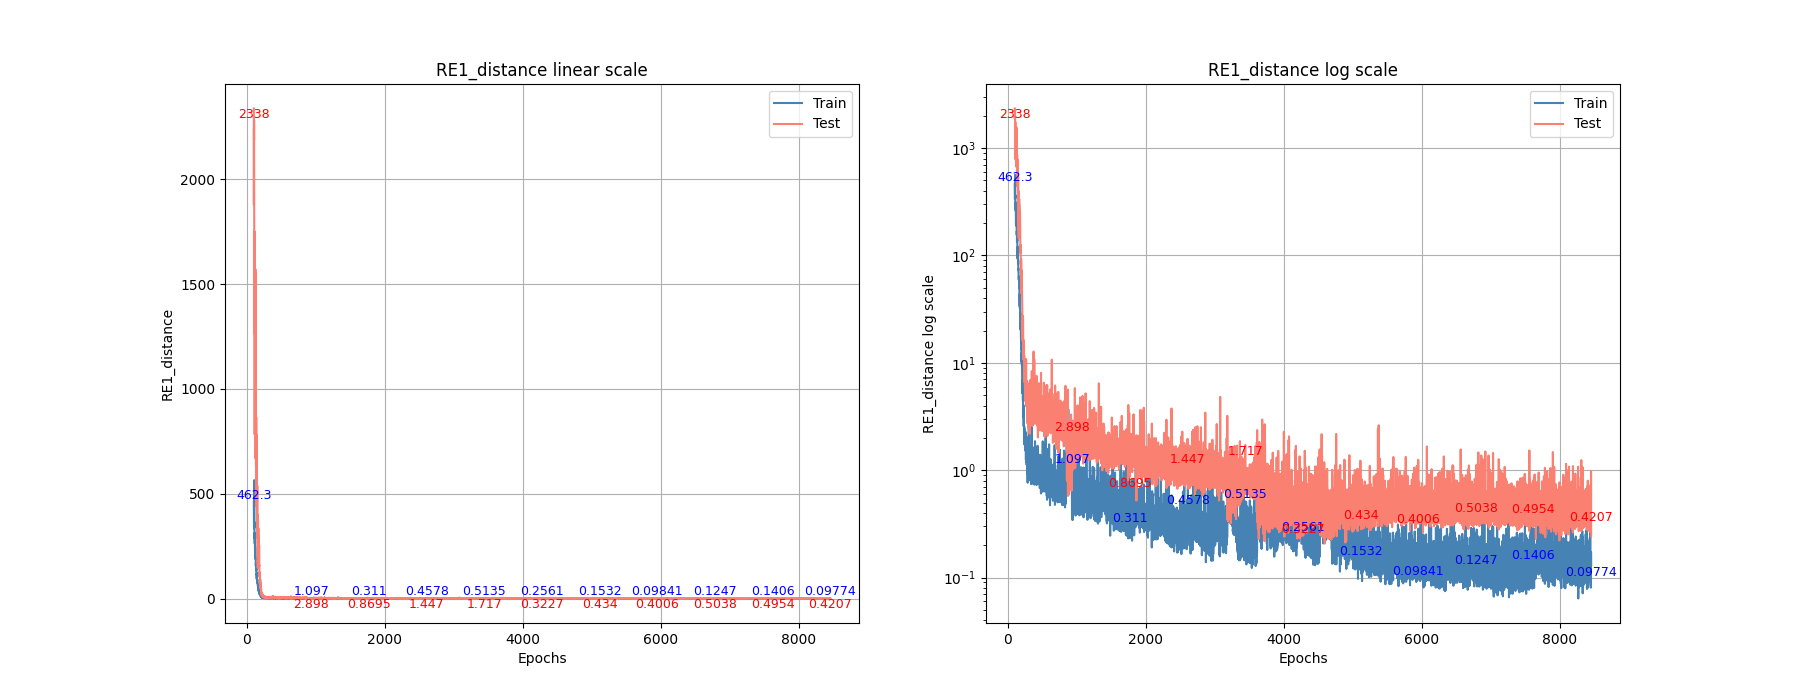 RE1_distance linear scale
RE1_distance
2000
1500
1000
500
0
2338
462.3
Train
Test
1.097 0.311 0.4578 0.5135 0.2561 0.1532 0.09841 0.1247 0.1406 0.09774
2.898 0.8695 1.447 1.717 0.3227 0.434 0.4006 0.5038 0.4954 0.4207
0 2000 4000 6000 8000
Epochs
RE1_distance log scale
RE1_distance log scale
10³
10²
10¹
10⁰
10⁻¹
2338
462.3
Train
Test
2.898
1.097
0.8695
0.311
1.447
0.4578
1.717
0.5135
0.2561
0.3227
0.434
0.1532
0.4006
0.09841
0.5038
0.1247
0.4954
0.1406
0.4207
0.09774
0 2000 4000 6000 8000
Epochs